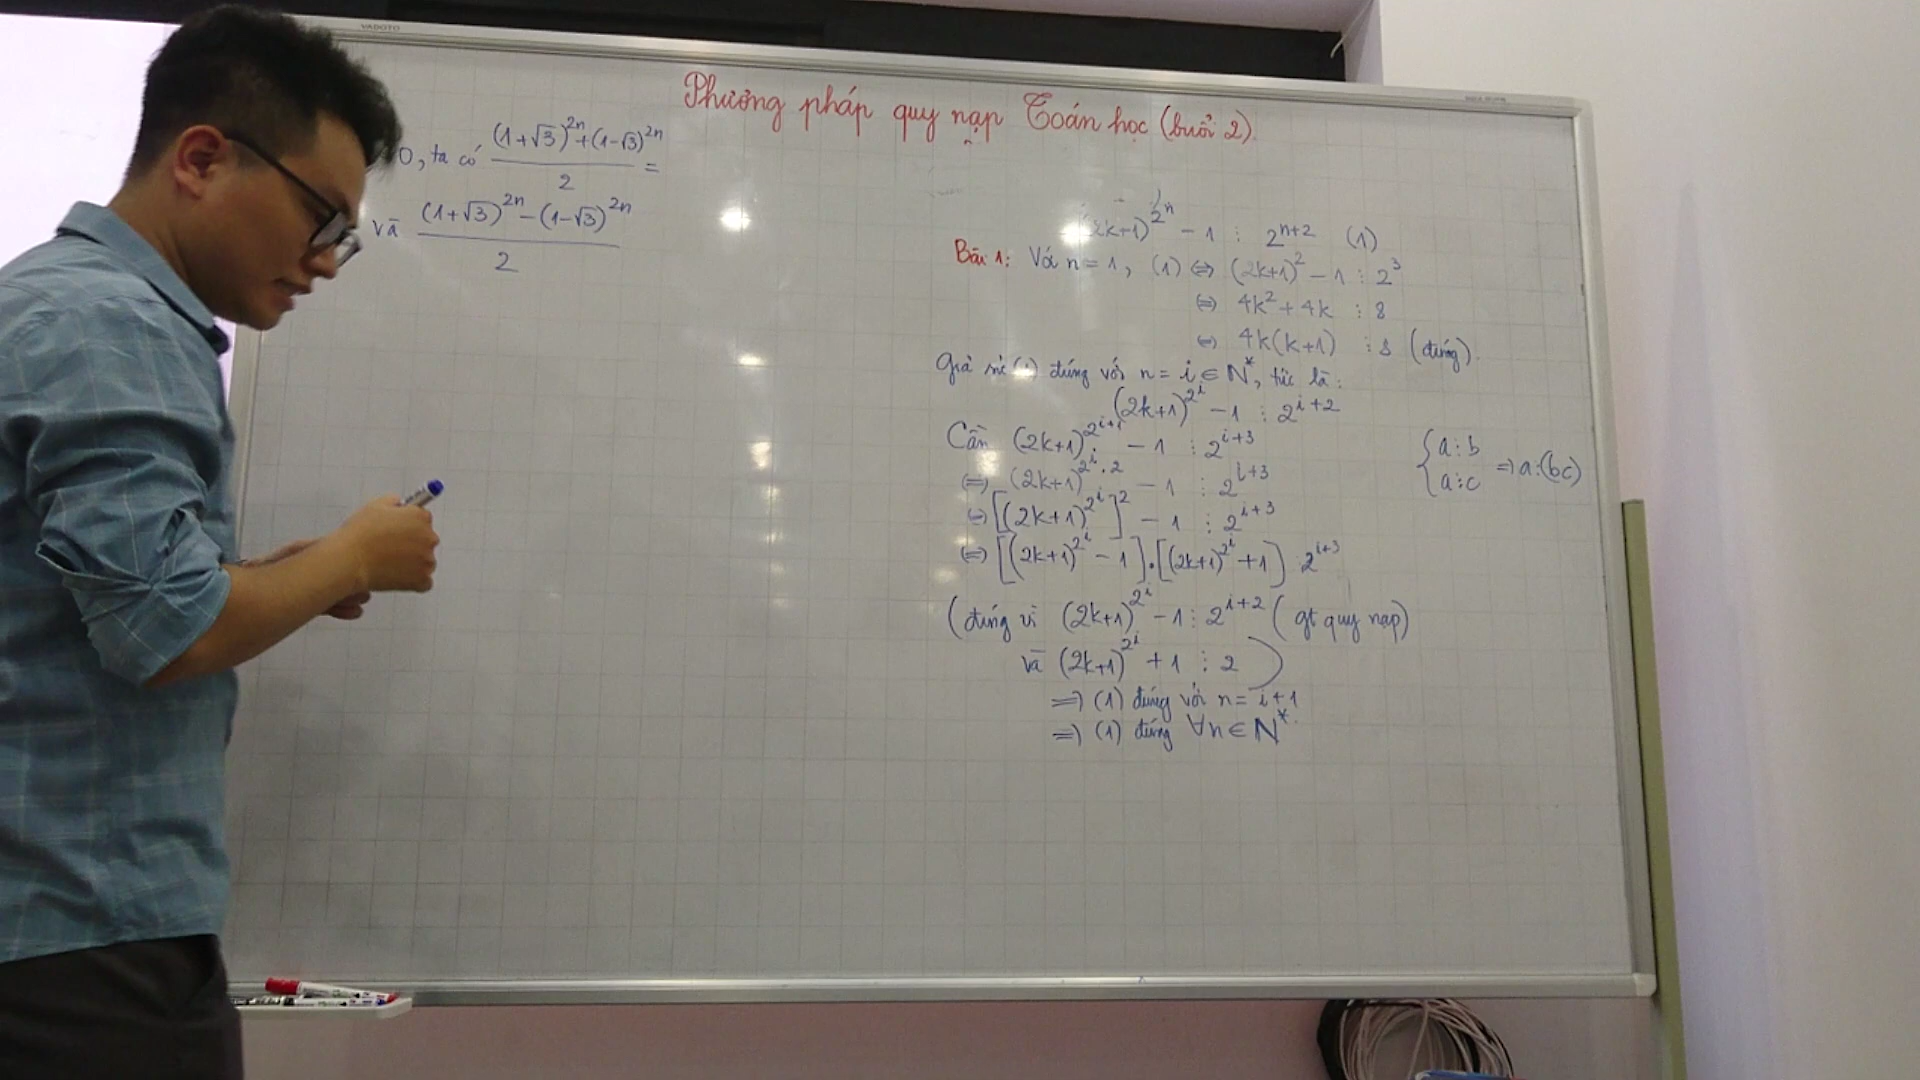 VADOTO
Phương pháp quy nạp Toán học (buổi 2).
0, ta có ((1+√3)^2n + (1-√3)^2n)/2 =
và ((1+√3)^2n - (1-√3)^2n)/2
2k+1)^2^n - 1 ⋮ 2^n+2 (1)
Bài 1: Với n = 1, (1) ⇔ (2k+1)^2 - 1 ⋮ 2^3
⇔ 4k^2 + 4k ⋮ 8
⇔ 4k(k+1) ⋮ 8 (đúng).
Giả sử (1) đúng với n = i ∈ N*, tức là:
(2k+1)^2^i - 1 ⋮ 2^i+2
Cần (2k+1)^2^i+1 - 1 ⋮ 2^i+3
⇔ (2k+1)^2^i.2 - 1 ⋮ 2^i+3
⇔ [(2k+1)^2^i]^2 - 1 ⋮ 2^i+3
⇔ [(2k+1)^2^i - 1].[(2k+1)^2^i + 1] 2^i+3
(đúng vì (2k+1)^2^i - 1 ⋮ 2^i+2 (gt quy nạp)
và (2k+1)^2^i + 1 ⋮ 2)
⇒ (1) đúng với n = i+1
⇒ (1) đúng ∀n ∈ N*.
{ a ⋮ b
a ⋮ c ⇒ a ⋮ (bc)